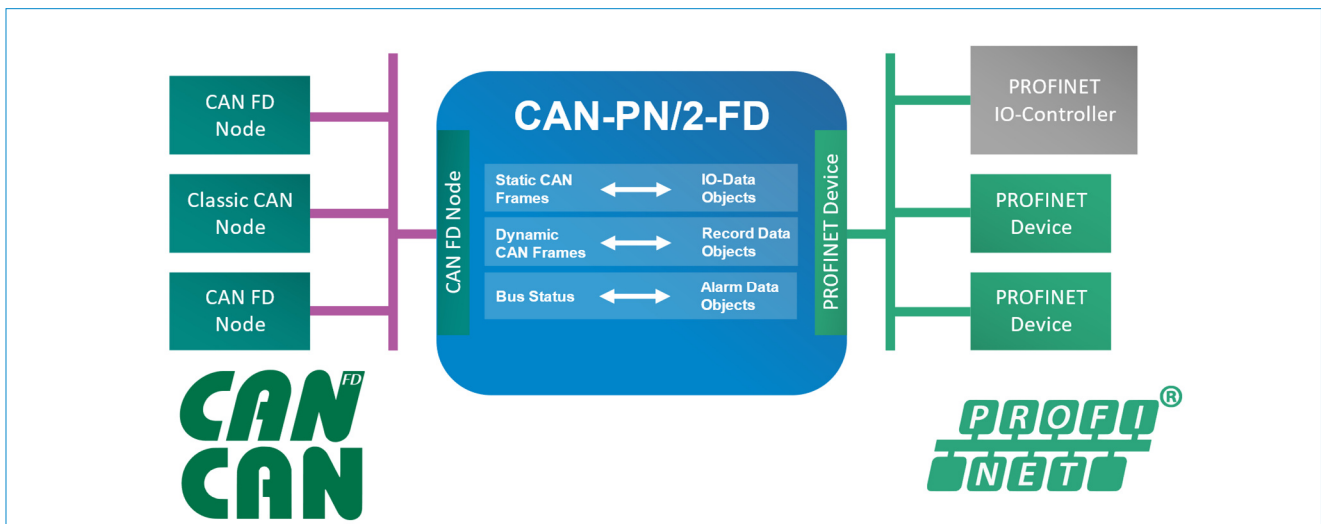 CAN FD
Node
Classic CAN
Node
CAN FD
Node
CAN FD
CAN
CAN FD Node
CAN-PN/2-FD
Static CAN
Frames
IO-Data
Objects
Dynamic
CAN Frames
Record Data
Objects
Bus Status
Alarm Data
Objects
PROFINET Device
PROFINET
IO-Controller
PROFINET
Device
PROFINET
Device
PROFI®
NET